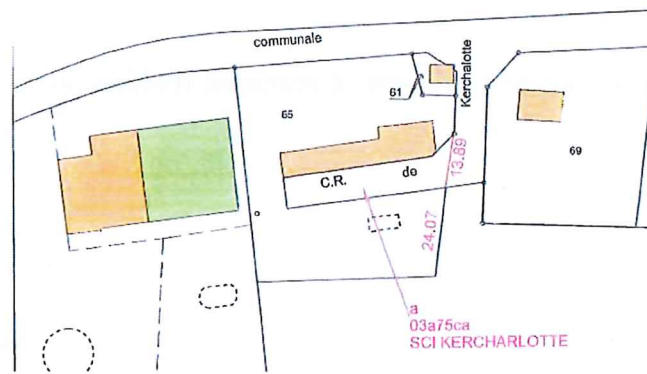 communale
Kerchalotte
61
65
69
C.R. de
13.89
24.07
a
03a75ca
SCI KERCHARLOTTE